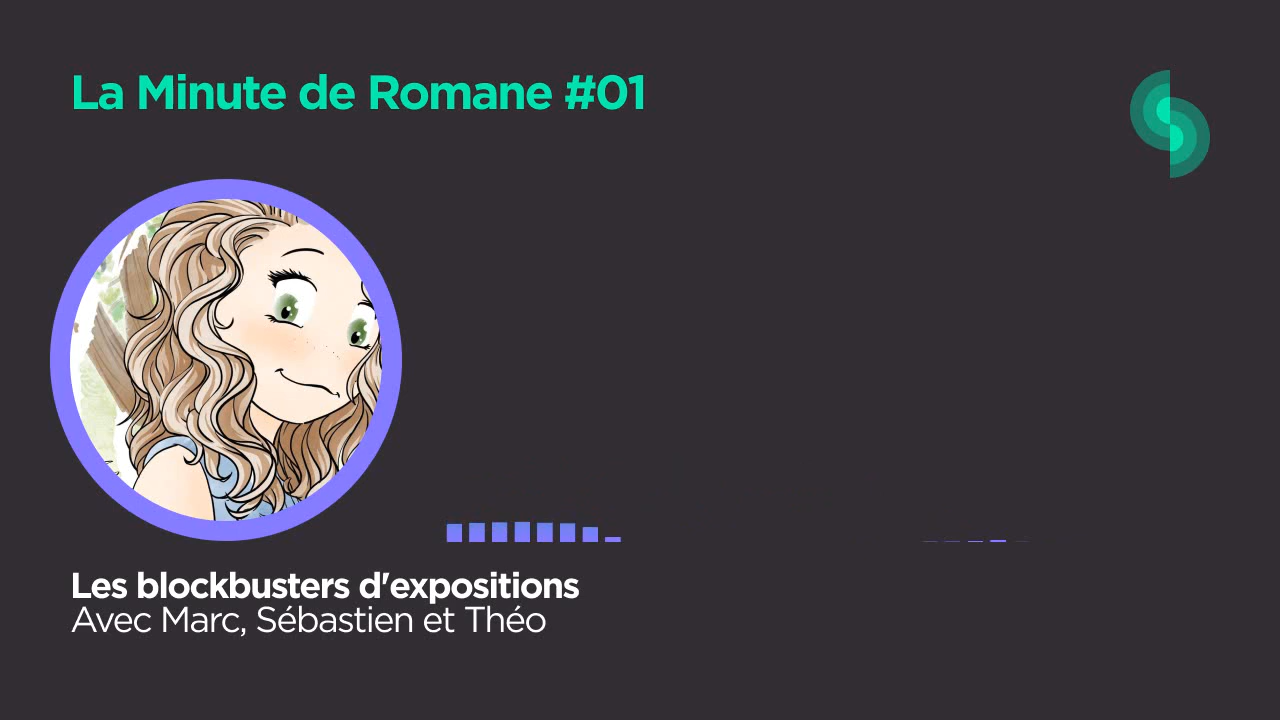 La Minute de Romane #01
Les blockbusters d'expositions
Avec Marc, Sébastien et Théo